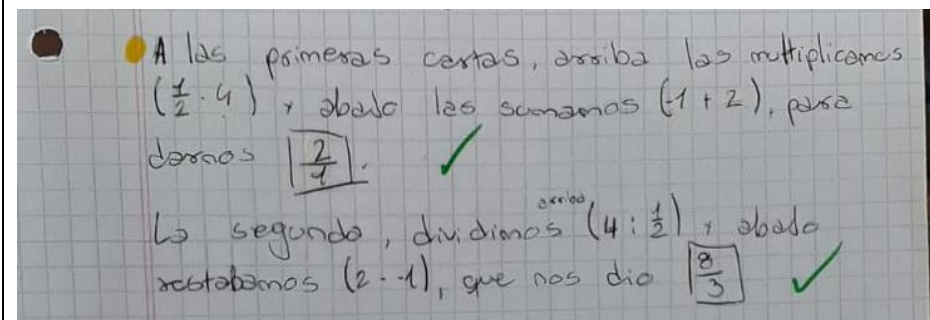 A las primeras cartas, arriba las multiplicamos
(1/2 · 4) y abajo las sumamos (-1 + 2), para
darnos 2/1.
Lo segundo, dividimos arriba (4 : 1/2) y abajo
restabamos (2 - -1), que nos dio 8/3